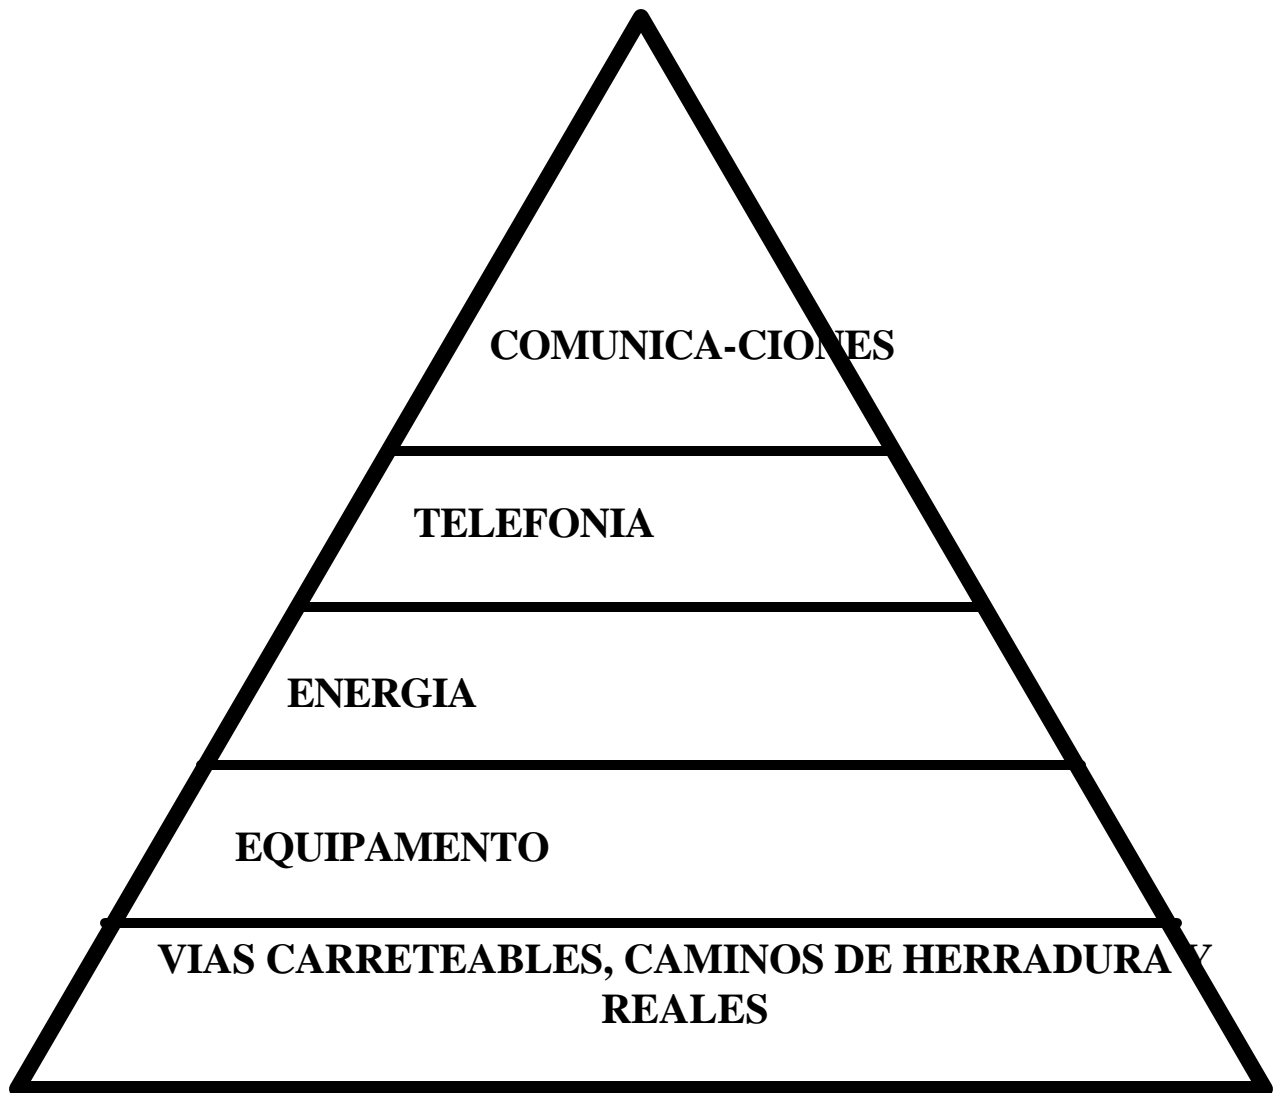 COMUNICA-CIONES
TELEFONIA
ENERGIA
EQUIPAMENTO
VIAS CARRETEABLES, CAMINOS DE HERRADURA Y
REALES